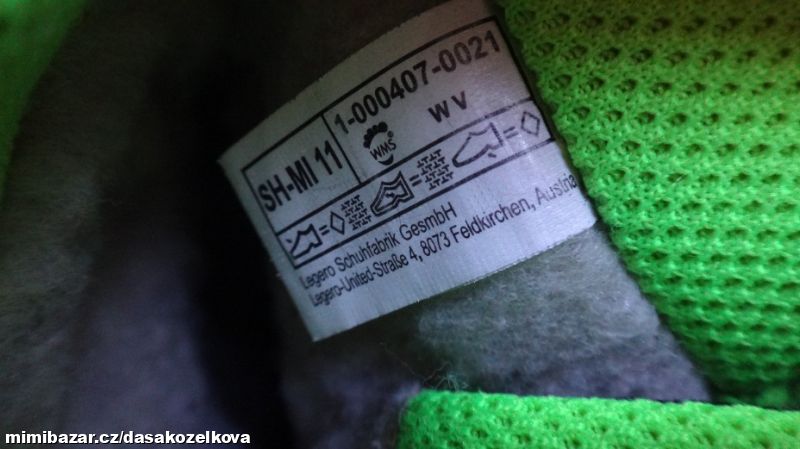 SH-MI 11
1-000407-0021
WMS
W V
Legero Schuhfabrik GesmbH
Legero-United-Straße 4, 8073 Feldkirchen, Austria
mimibazar.cz/dasakozelkova